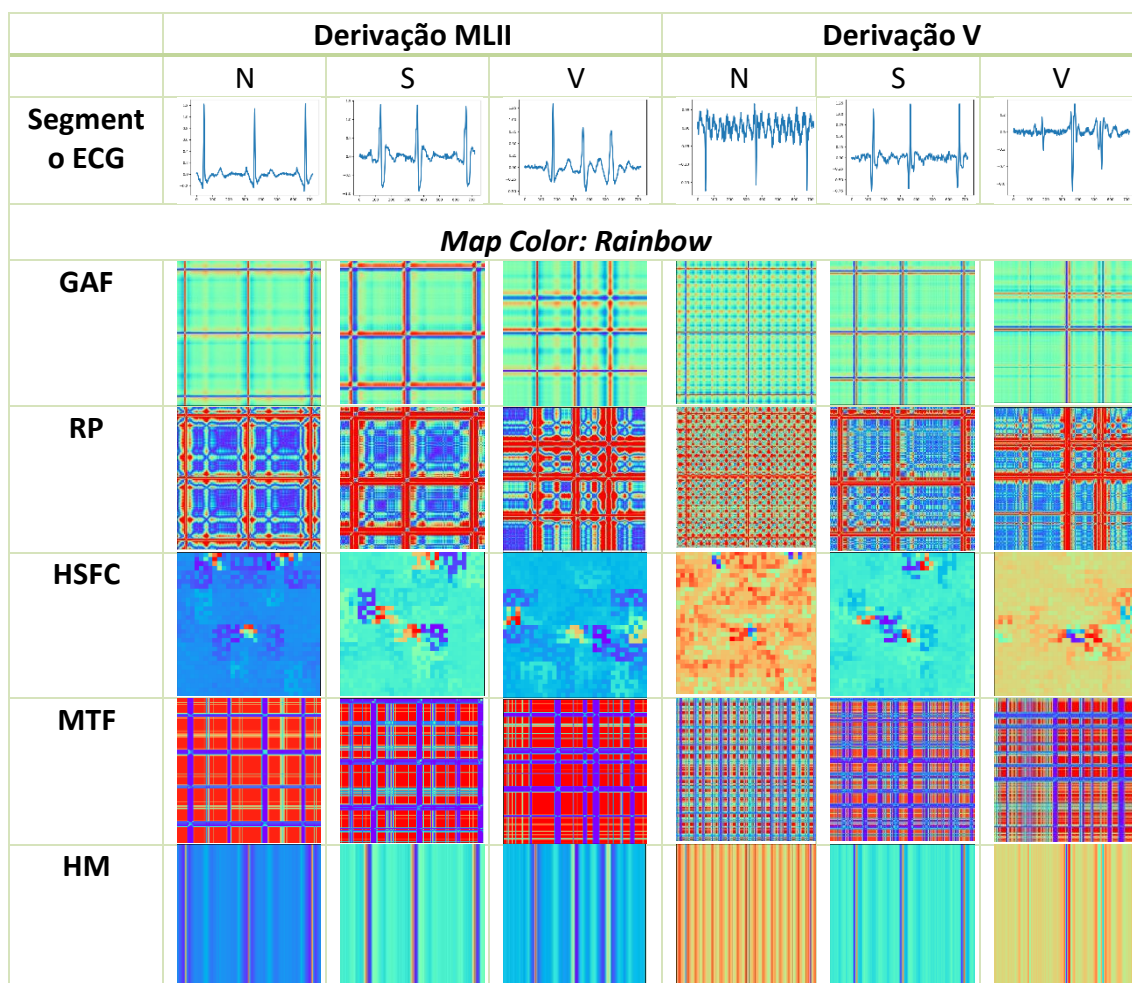 Derivação MLII Derivação V
N S V N S V
Segment
o ECG
Map Color: Rainbow
GAF
RP
HSFC
MTF
HM